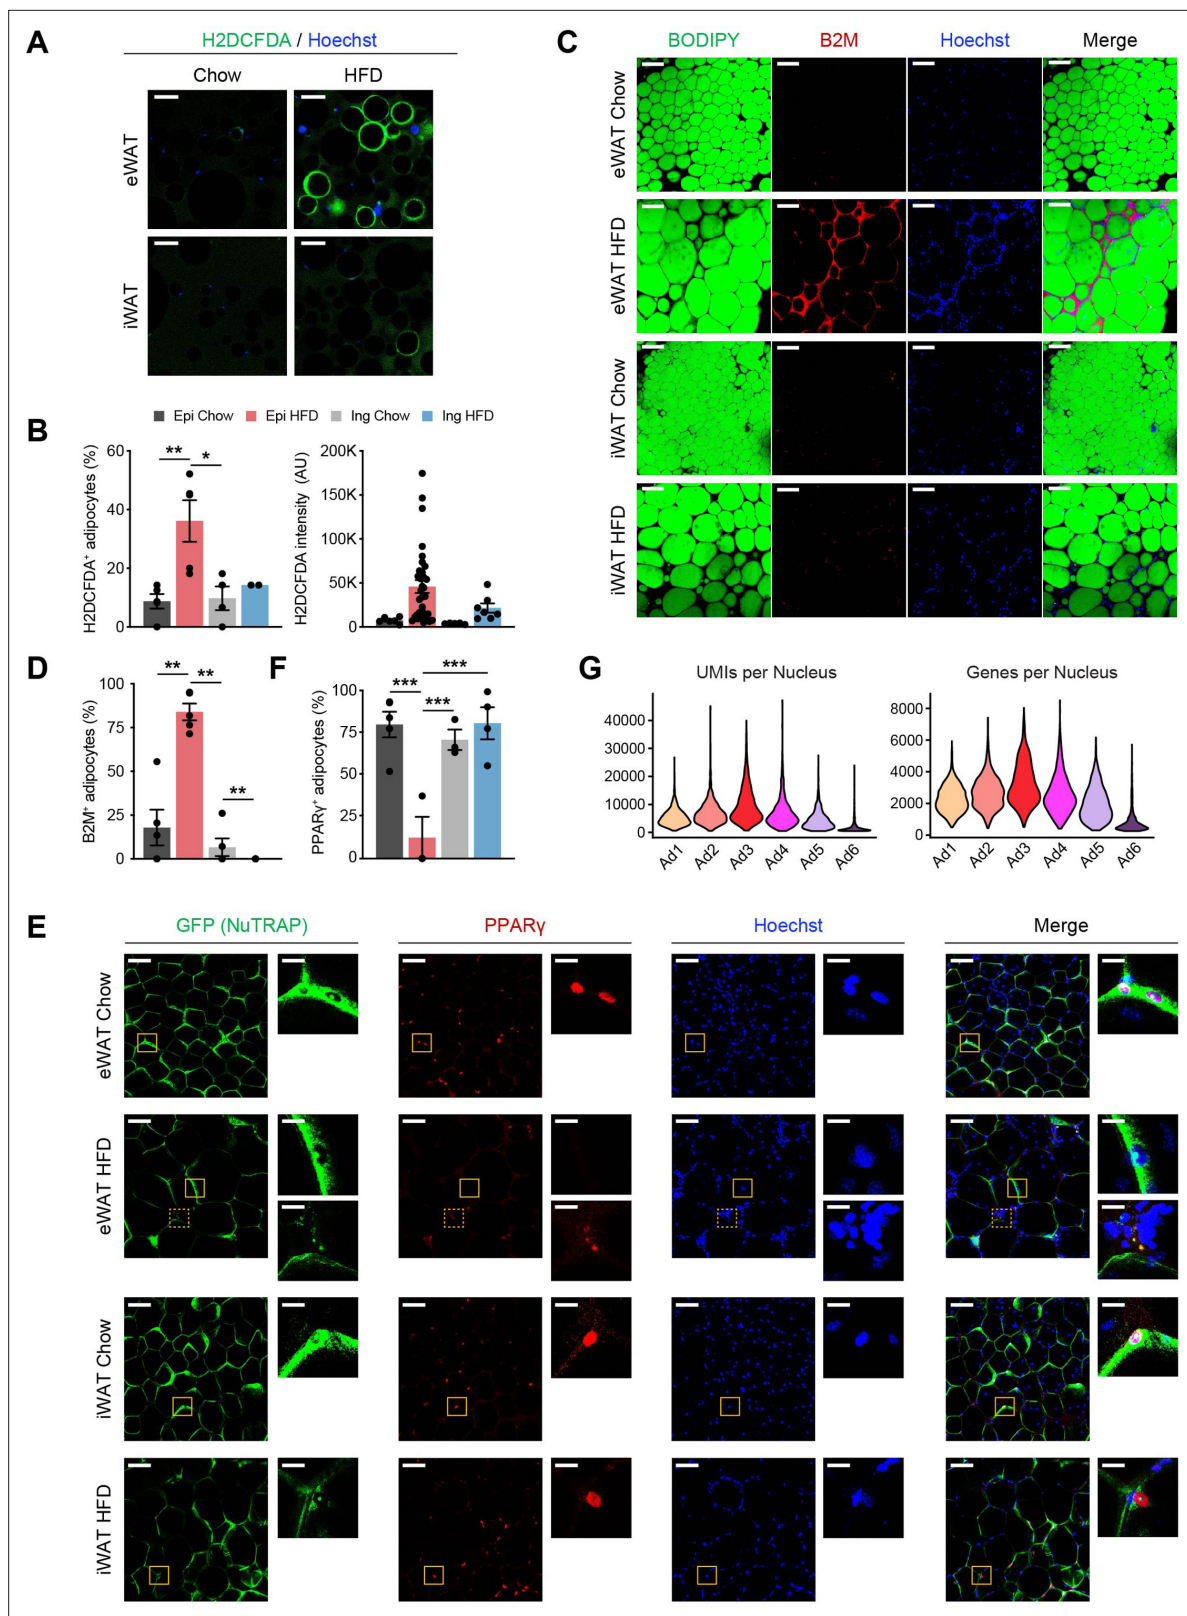 A
H2DCFDA / Hoechst
Chow HFD
eWAT
iWAT
Epi Chow Epi HFD Ing Chow Ing HFD
B
H2DCFDA⁺ adipocytes (%)
60
40
20
0
** *
H2DCFDA intensity (AU)
200K
150K
100K
50K
0
C
BODIPY B2M Hoechst Merge
eWAT Chow
eWAT HFD
iWAT Chow
iWAT HFD
D
B2M⁺ adipocytes (%)
100
75
50
25
0
** ** **
F
PPARγ⁺ adipocytes (%)
100
75
50
25
0
***
*** ***
G
UMIs per Nucleus
40000
30000
20000
10000
0
Ad1 Ad2 Ad3 Ad4 Ad5 Ad6
Genes per Nucleus
8000
6000
4000
2000
0
Ad1 Ad2 Ad3 Ad4 Ad5 Ad6
E
GFP (NuTRAP) PPARγ Hoechst Merge
eWAT Chow
eWAT HFD
iWAT Chow
iWAT HFD